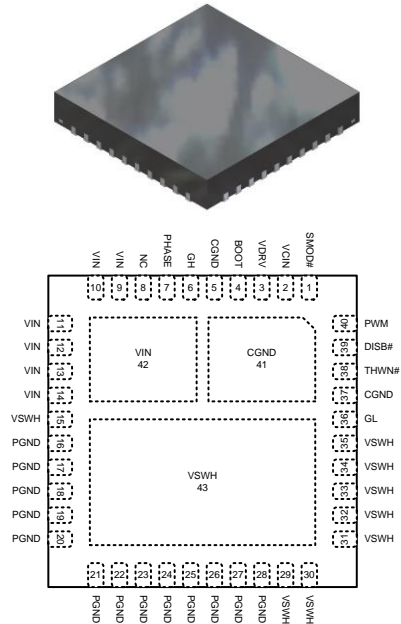 VIN
VIN
NC
PHASE
GH
CGND
BOOT
VDRV
VCIN
SMOD#
10
9
8
7
6
5
4
3
2
1
VIN 11
VIN 12
VIN 13
VIN 14
VSWH 15
PGND 16
PGND 17
PGND 18
PGND 19
PGND 20
VIN
42
CGND
41
VSWH
43
40 PWM
39 DISB#
38 THWN#
37 CGND
36 GL
35 VSWH
34 VSWH
33 VSWH
32 VSWH
31 VSWH
21
22
23
24
25
26
27
28
29
30
PGND
PGND
PGND
PGND
PGND
PGND
PGND
PGND
VSWH
VSWH